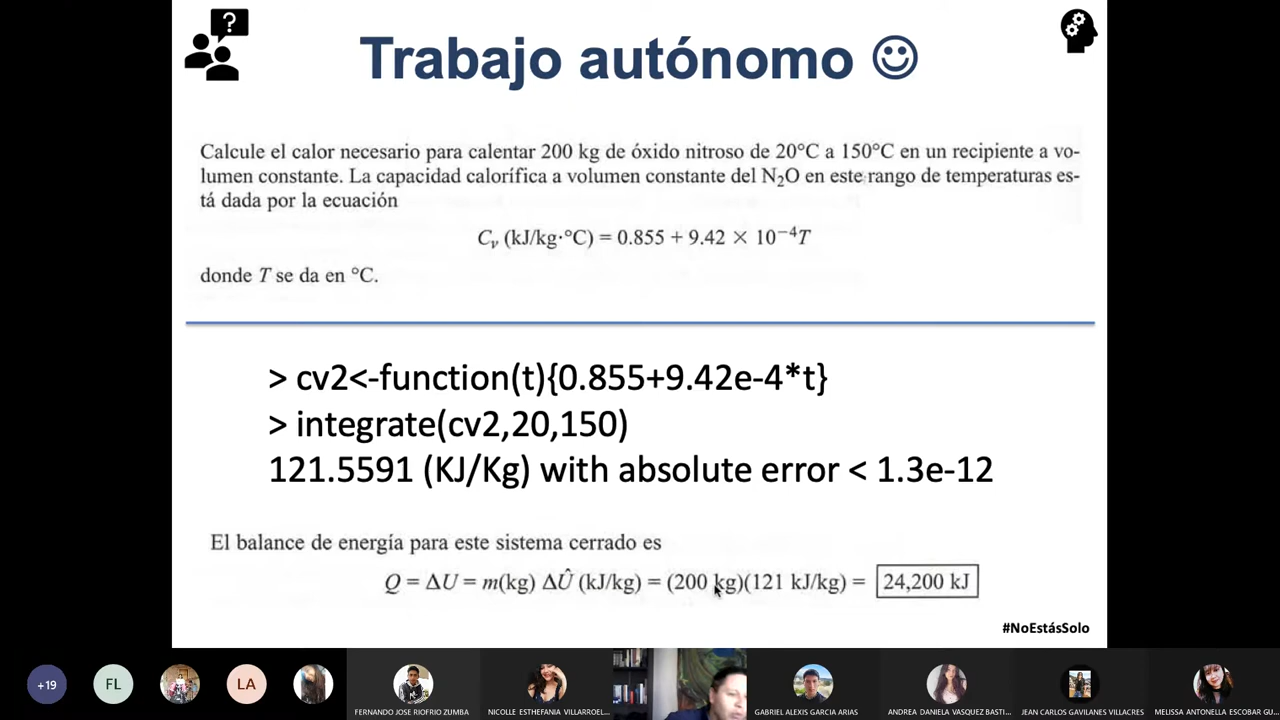 ?
Trabajo autónomo ☺
Calcule el calor necesario para calentar 200 kg de óxido nitroso de 20°C a 150°C en un recipiente a vo-
lumen constante. La capacidad calorífica a volumen constante del N₂O en este rango de temperaturas es-
tá dada por la ecuación
Cᵥ (kJ/kg·°C) = 0.855 + 9.42 × 10⁻⁴T
donde T se da en °C.
> cv2<-function(t){0.855+9.42e-4*t}
> integrate(cv2,20,150)
121.5591 (KJ/Kg) with absolute error < 1.3e-12
El balance de energía para este sistema cerrado es
Q = ΔU = m(kg) ΔÛ (kJ/kg) = (200 kg)(121 kJ/kg) = 24,200 kJ
#NoEstásSolo
+19
FL
LA
FERNANDO JOSE RIOFRIO ZUMBA
NICOLLE ESTHEFANIA VILLARROEL...
GABRIEL ALEXIS GARCIA ARIAS
ANDREA DANIELA VASQUEZ BASTI...
JEAN CARLOS GAVILANES VILLACRES
MELISSA ANTONELLA ESCOBAR GU...